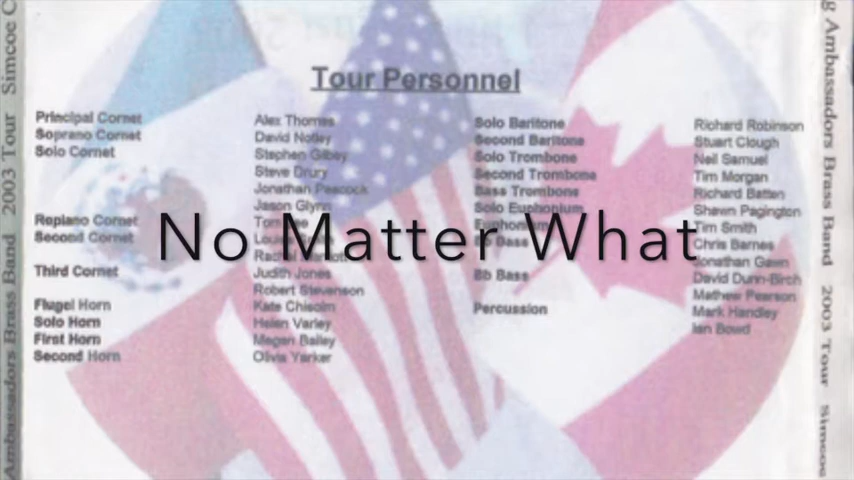 Tour Personnel
Principal Cornet Alex Thomas
Soprano Cornet David Notley
Solo Cornet Stephen Gibey
Steve Drury
Jonathan Peacock
Jason Glynn
Repiano Cornet
Second Cornet
Third Cornet Judith Jones
Robert Stevenson
Flugel Horn Kate Chisolm
Solo Horn Helen Varley
First Horn Megan Bailey
Second Horn Olivia Yarker
Solo Baritone Richard Robinson
Second Baritone Stuart Clough
Solo Trombone Neil Samuel
Second Trombone Tim Morgan
Bass Trombone Richard Batten
Solo Euphonium Shawn Pagington
Tim Smith
Bass Chris Barnes
Jonathan Gawn
Bb Bass David Dunn-Birch
Mathew Pearson
Percussion Mark Handley
Ian Bowd
No Matter What
Ambassadors Brass Band 2003 Tour Simcoe
Ambassadors Brass Band 2003 Tour Simcoe